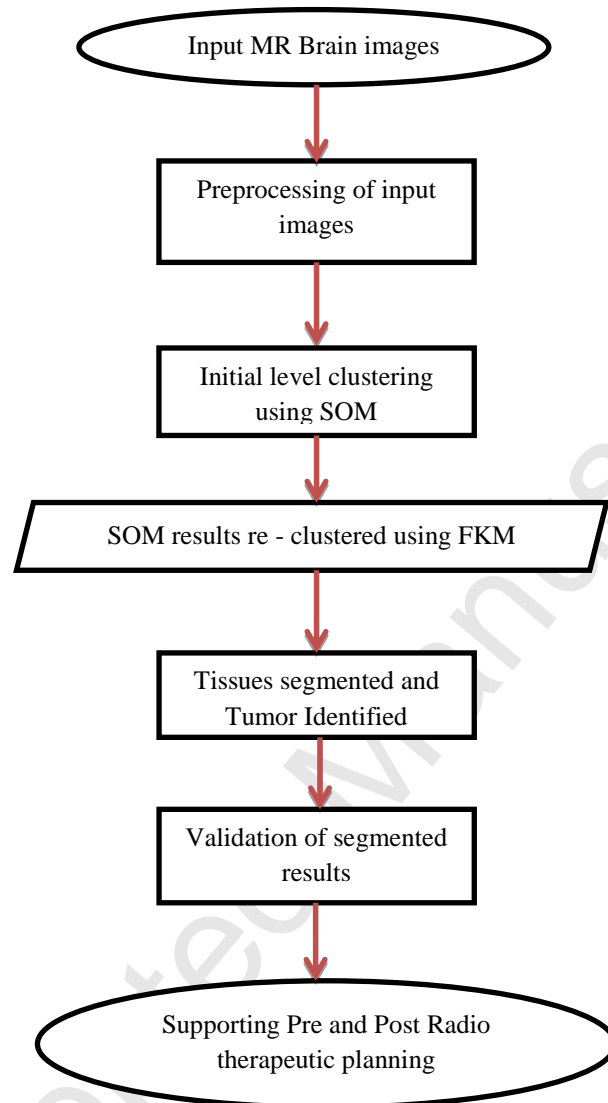 Input MR Brain images
Preprocessing of input
images
Initial level clustering
using SOM
SOM results re - clustered using FKM
Tissues segmented and
Tumor Identified
Validation of segmented
results
Supporting Pre and Post Radio
therapeutic planning